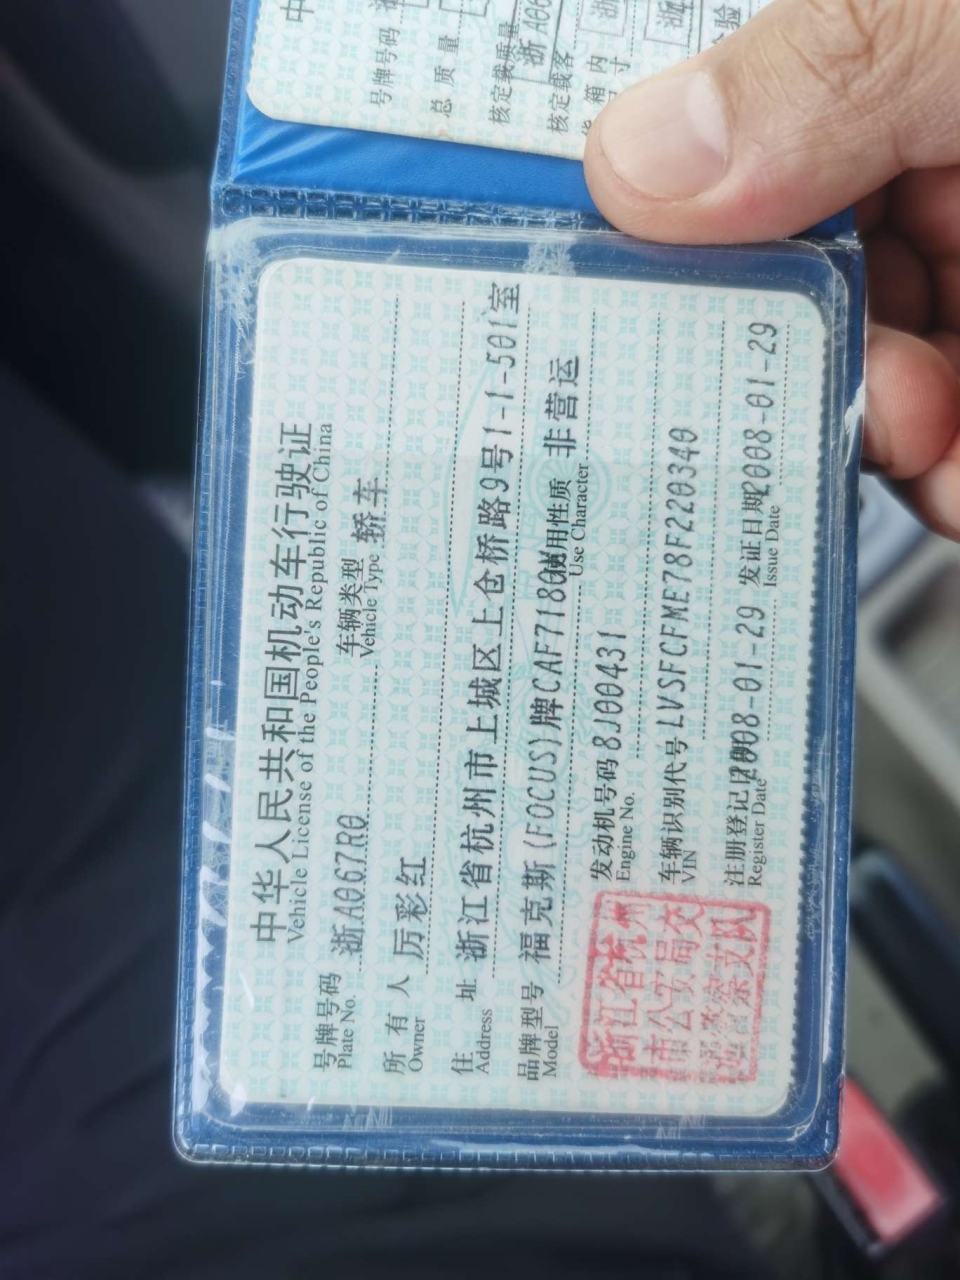 中华人民共和国机动车行驶证
Vehicle License of the People's Republic of China
号牌号码 浙A067R0 车辆类型 轿车
Plate No. Vehicle Type
所有人 厉彩红
Owner
住址 浙江省杭州市上城区上仓桥路9号1-1-501室
Address
品牌型号 福克斯(FOCUS)牌CAF7180M 使用性质 非营运
Model Use Character
发动机号码 8J00431
Engine No.
车辆识别代号 LVSFCFME78F220340
VIN
注册登记日期 2008-01-29 发证日期 2008-01-29
Register Date Issue Date
浙江省杭州
市公安局交
号牌号码
总质量
核定载质量
核定载客